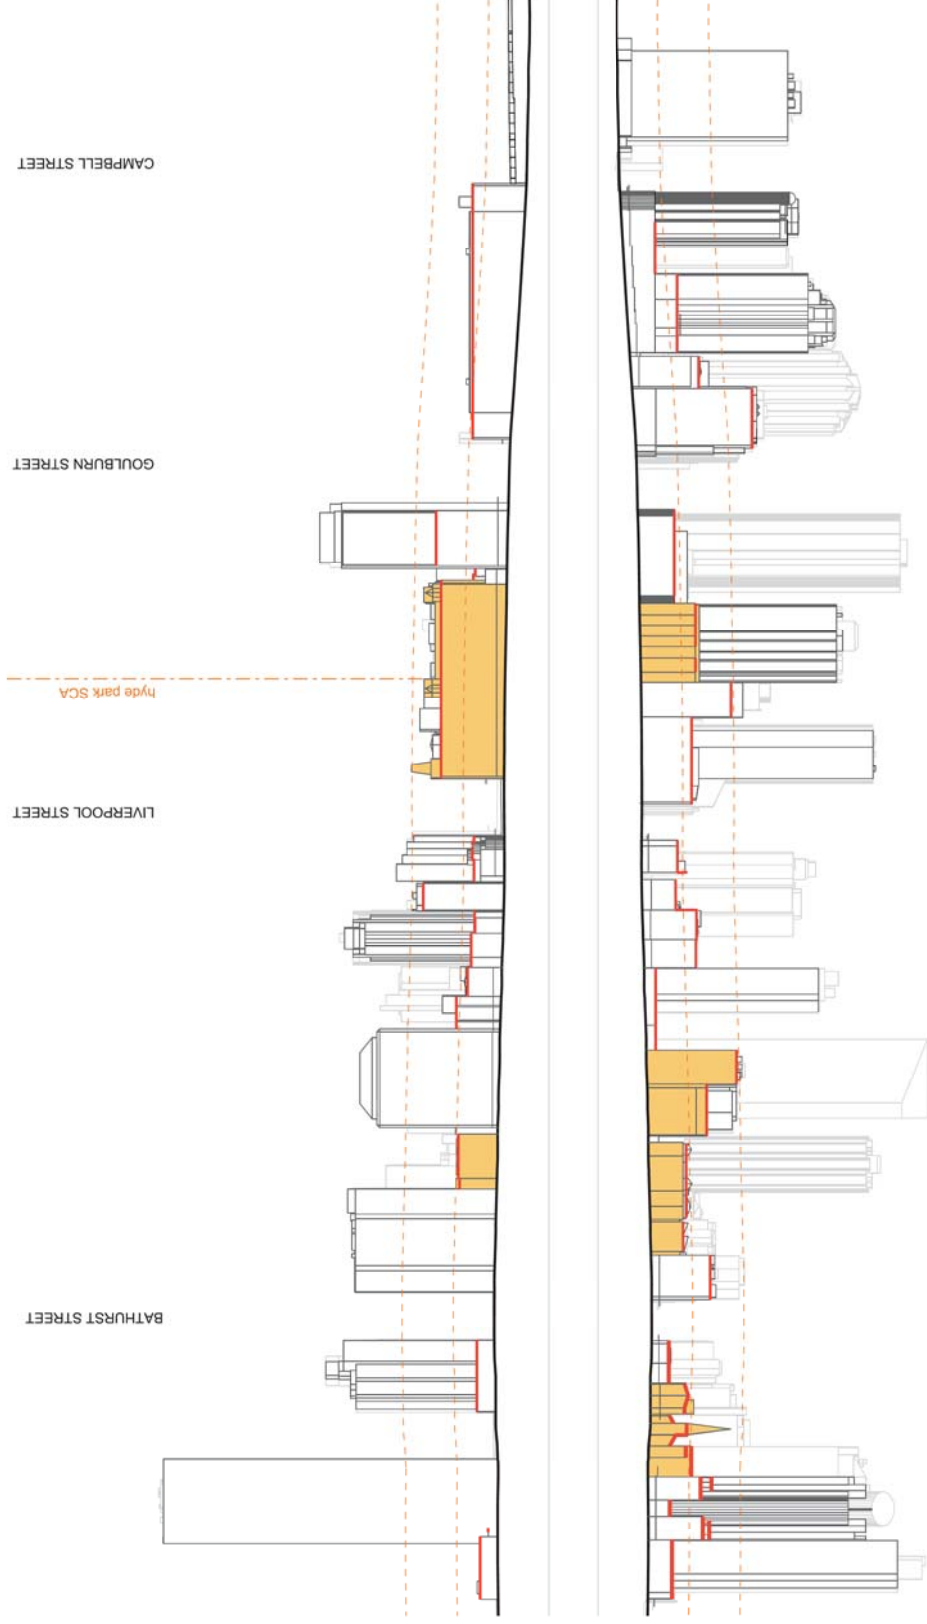 CAMPBELL STREET
GOULBURN STREET
hyde park SCA
LIVERPOOL STREET
BATHURST STREET